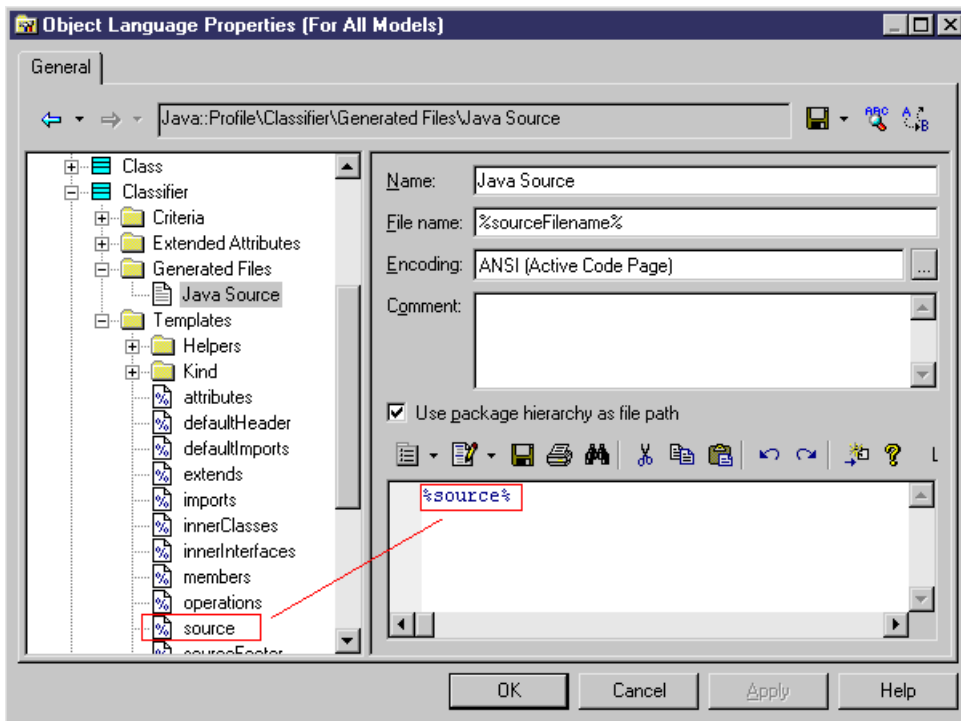 Object Language Properties (For All Models)
General
Java::Profile\Classifier\Generated Files\Java Source
Class
Classifier
Criteria
Extended Attributes
Generated Files
Java Source
Templates
Helpers
Kind
attributes
defaultHeader
defaultImports
extends
imports
innerClasses
innerInterfaces
members
operations
source
sourceFooter
Name: Java Source
File name: %sourceFilename%
Encoding: ANSI (Active Code Page)
...
Comment:
Use package hierarchy as file path
L
%source%
OK Cancel Apply Help